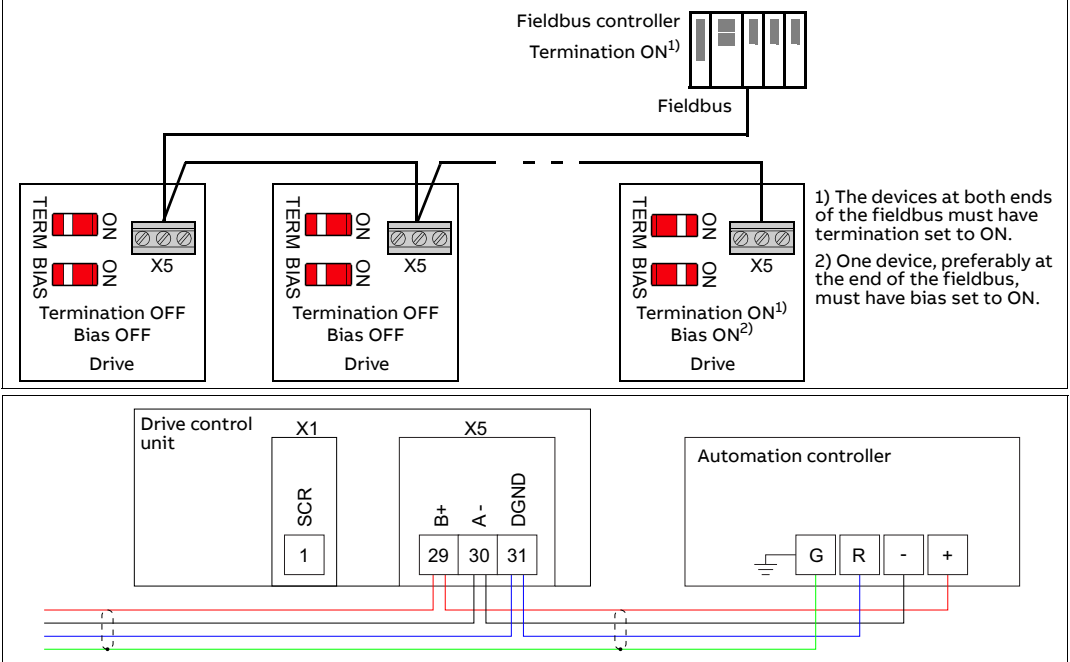 Fieldbus controller
Termination ON1)
Fieldbus
TERM
ON
BIAS
ON
X5
Termination OFF
Bias OFF
Drive
TERM
ON
BIAS
ON
X5
Termination OFF
Bias OFF
Drive
TERM
ON
BIAS
ON
X5
Termination ON1)
Bias ON2)
Drive
1) The devices at both ends
of the fieldbus must have
termination set to ON.
2) One device, preferably at
the end of the fieldbus,
must have bias set to ON.
Drive control
unit
X1
SCR
1
X5
B+
A -
DGND
29
30
31
Automation controller
G
R
-
+